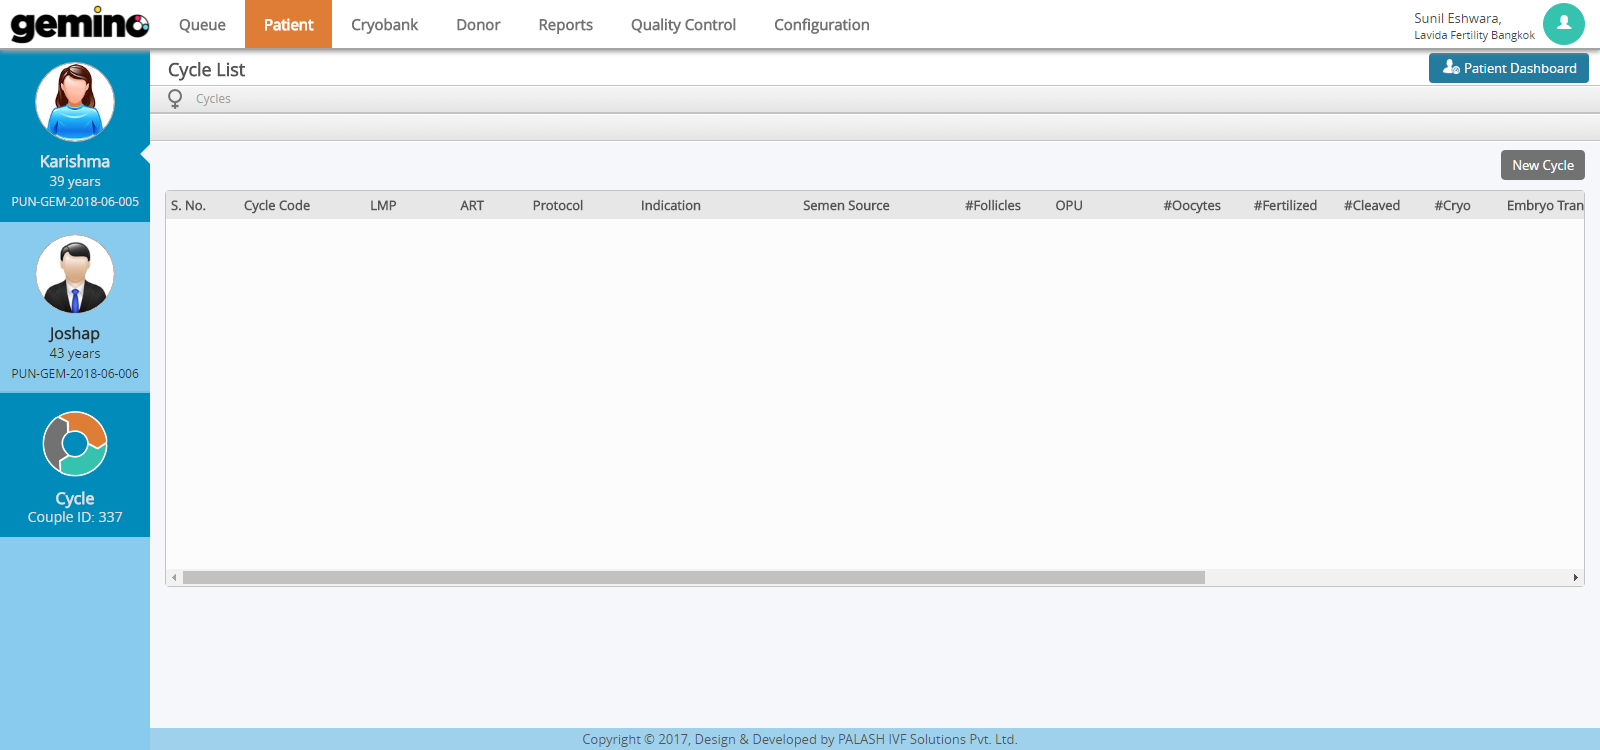 gemino
Queue Patient Cryobank Donor Reports Quality Control Configuration
Sunil Eshwara,
Lavida Fertility Bangkok
Karishma
39 years
PUN-GEM-2018-06-005
Joshap
43 years
PUN-GEM-2018-06-006
Cycle
Couple ID: 337
Cycle List
Patient Dashboard
Cycles
New Cycle
S. No. Cycle Code LMP ART Protocol Indication Semen Source #Follicles OPU #Oocytes #Fertilized #Cleaved #Cryo Embryo Tran
Copyright © 2017, Design & Developed by PALASH IVF Solutions Pvt. Ltd.